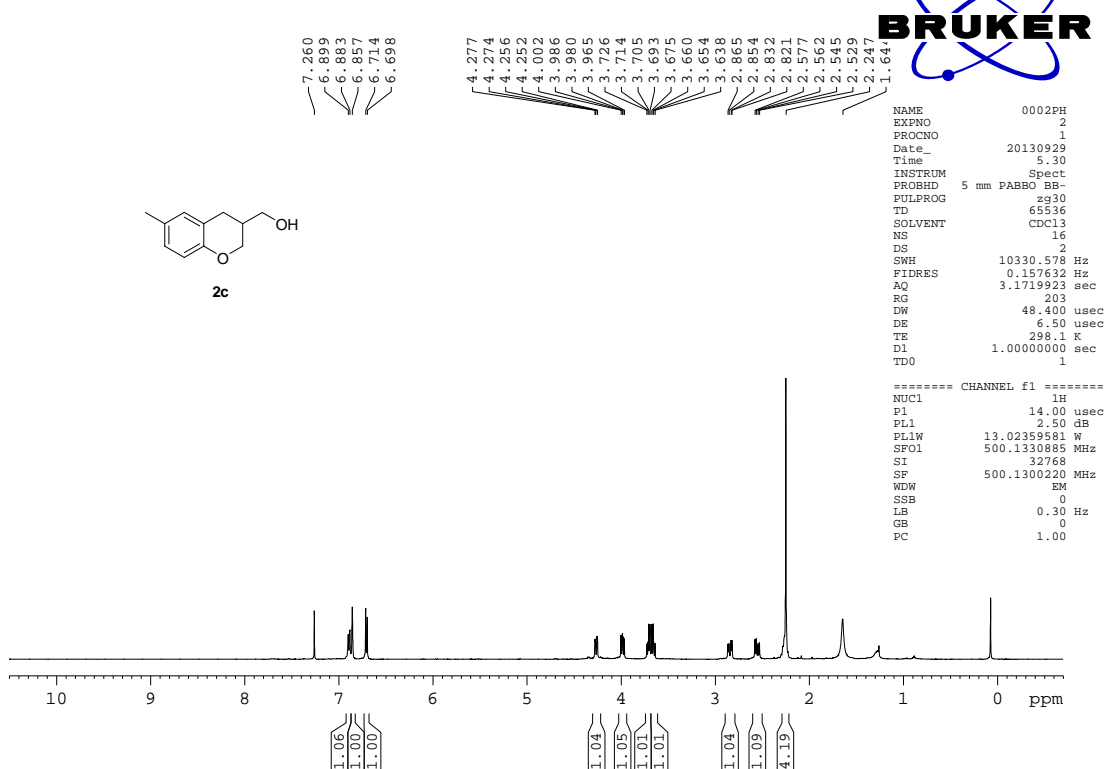 BRUKER
7.260
6.899
6.883
6.857
6.714
6.698
4.277
4.274
4.256
4.252
4.002
3.986
3.980
3.965
3.726
3.714
3.705
3.693
3.675
3.660
3.654
3.638
2.865
2.854
2.832
2.821
2.577
2.562
2.545
2.529
2.247
1.644
NAME 0002PH
EXPNO 2
PROCNO 1
Date_ 20130929
Time 5.30
INSTRUM Spect
PROBHD 5 mm PABBO BB-
PULPROG zg30
TD 65536
SOLVENT CDCl3
NS 16
DS 2
SWH 10330.578 Hz
FIDRES 0.157632 Hz
AQ 3.1719923 sec
RG 203
DW 48.400 usec
DE 6.50 usec
TE 298.1 K
D1 1.00000000 sec
TD0 1
======== CHANNEL f1 ========
NUC1 1H
P1 14.00 usec
PL1 2.50 dB
PL1W 13.02359581 W
SFO1 500.1330885 MHz
SI 32768
SF 500.1300220 MHz
WDW EM
SSB 0
LB 0.30 Hz
GB 0
PC 1.00
OH
O
2c
10 9 8 7 6 5 4 3 2 1 0 ppm
1.06
1.00
1.00
1.04
1.05
1.01
1.01
1.04
1.09
4.19